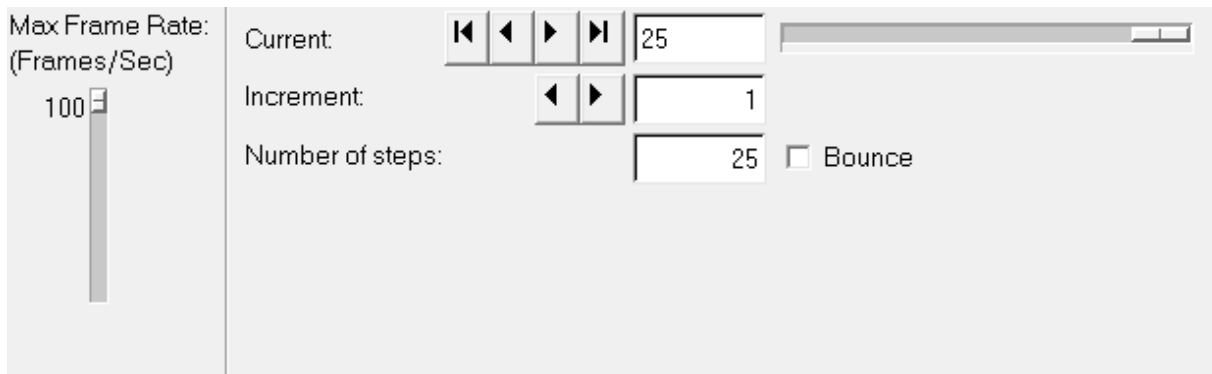 Max Frame Rate:
(Frames/Sec)
100
Current: 25
Increment: 1
Number of steps: 25 Bounce